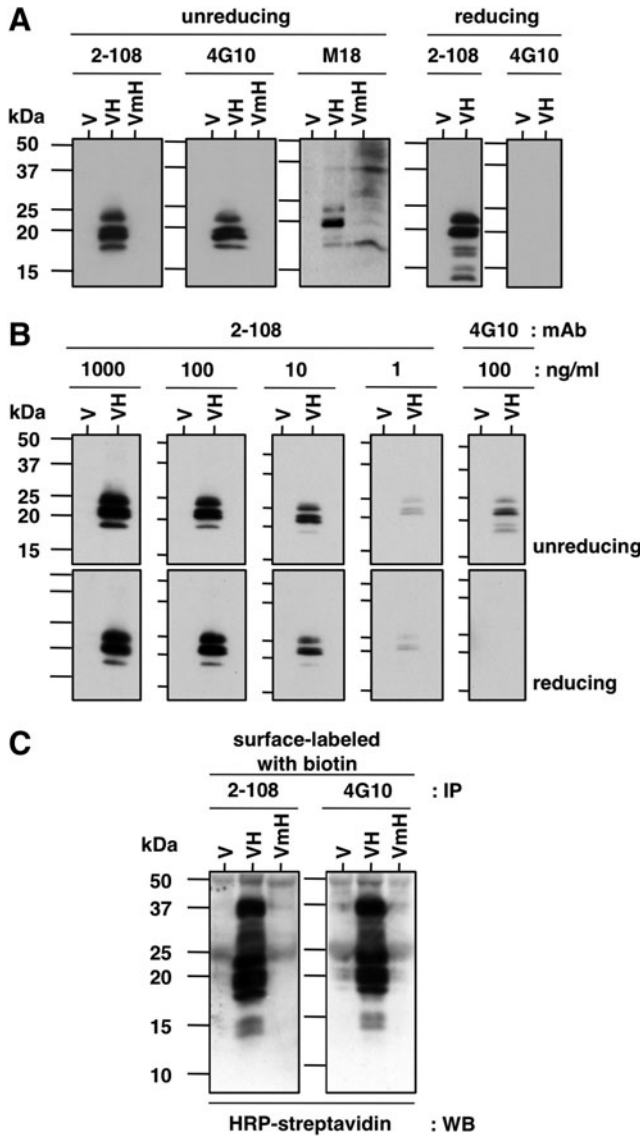 A
unreducing reducing
2-108 4G10 M18 2-108 4G10
V VH VmH V VH VmH V VH VmH V VH V VH
kDa
50
37
25
20
15
B
2-108 4G10 : mAb
1000 100 10 1 100 : ng/ml
V VH V VH V VH V VH V VH
kDa
50
37
25
20
15
unreducing
reducing
C
surface-labeled
with biotin
2-108 4G10 : IP
V VH VmH V VH VmH
kDa
50
37
25
20
15
10
HRP-streptavidin : WB